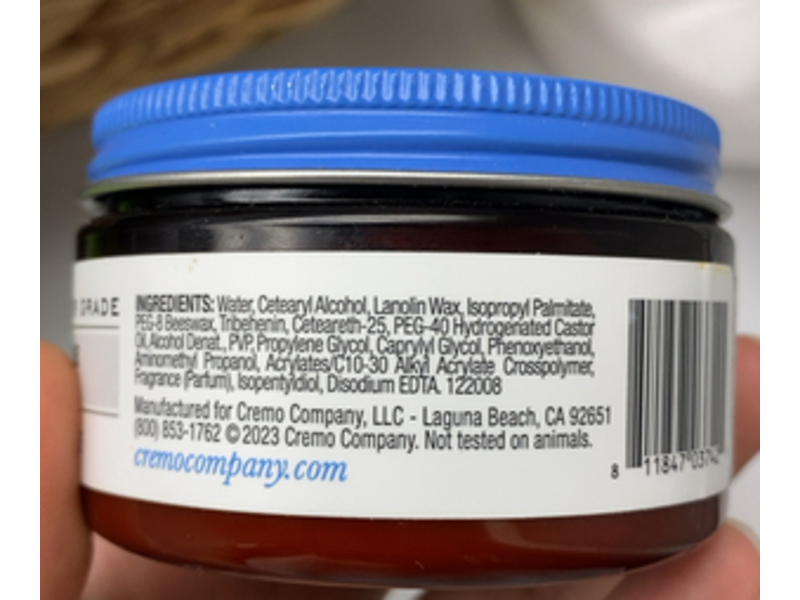 GRADE
INGREDIENTS: Water, Cetearyl Alcohol, Lanolin Wax, Isopropyl Palmitate,
PEG-8 Beeswax, Tribehenin, Ceteareth-25, PEG-40 Hydrogenated Castor
Oil, Alcohol Denat., PVP, Propylene Glycol, Caprylyl Glycol, Phenoxyethanol,
Aminomethyl Propanol, Acrylates/C10-30 Alkyl Acrylate Crosspolymer,
Fragrance (Parfum), Isopentyldiol, Disodium EDTA. 122008
Manufactured for Cremo Company, LLC - Laguna Beach, CA 92651
(800) 853-1762 © 2023 Cremo Company. Not tested on animals.
cremocompany.com
8 11847 0374